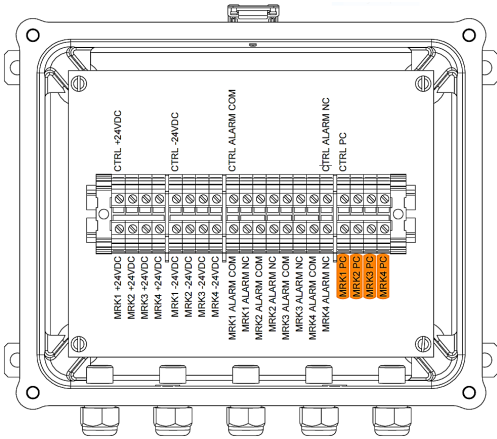 CTRL +24VDC
CTRL -24VDC
CTRL ALARM COM
CTRL ALARM NC
CTRL PC
MRK1 +24VDC
MRK2 +24VDC
MRK3 +24VDC
MRK4 +24VDC
MRK1 -24VDC
MRK2 -24VDC
MRK3 -24VDC
MRK4 -24VDC
MRK1 ALARM COM
MRK1 ALARM NC
MRK2 ALARM COM
MRK2 ALARM NC
MRK3 ALARM COM
MRK3 ALARM NC
MRK4 ALARM COM
MRK4 ALARM NC
MRK1 PC
MRK2 PC
MRK3 PC
MRK4 PC